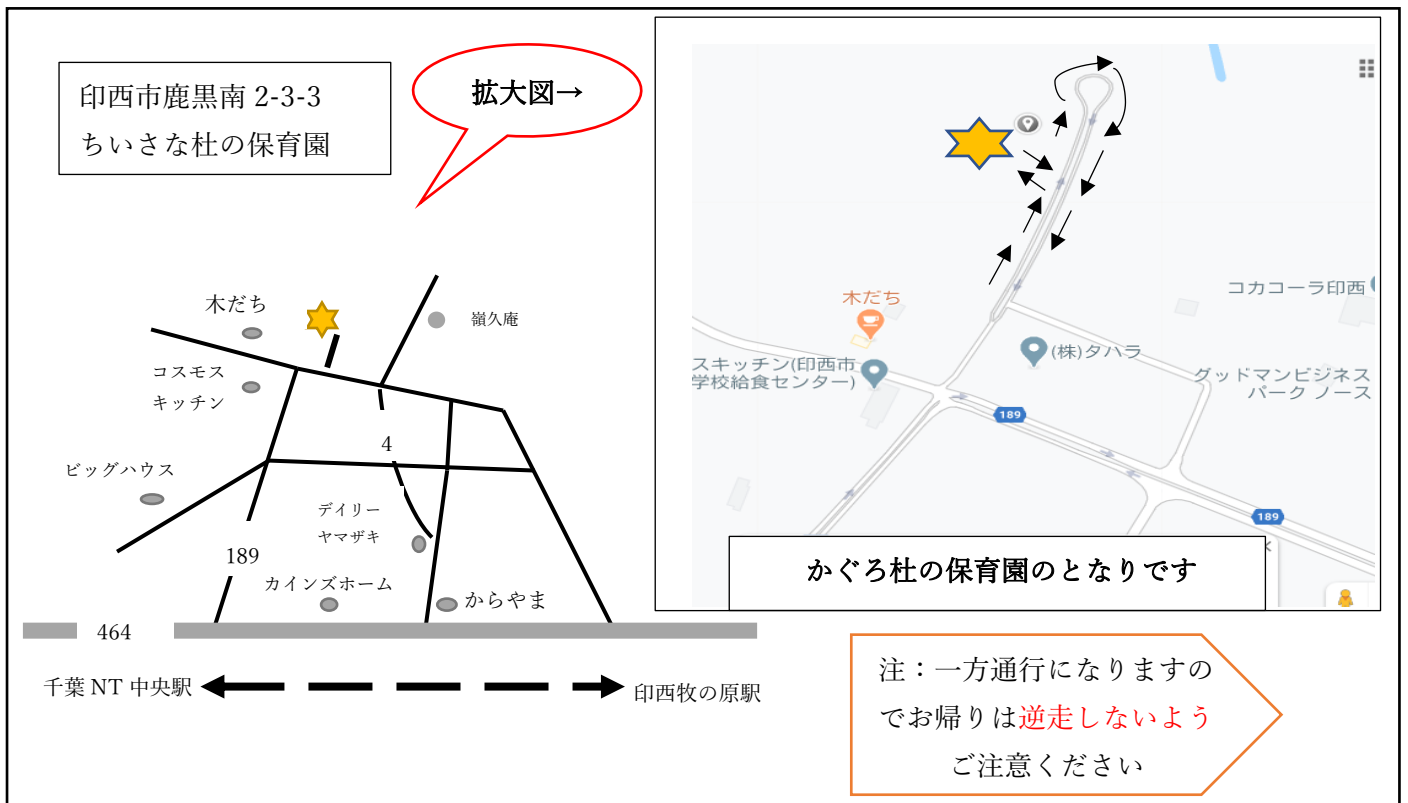 印西市鹿黒南 2-3-3
ちいさな杜の保育園
拡大図→
木だち
嶺久庵
コスモス
キッチン
4
ビッグハウス
デイリー
ヤマザキ
189
カインズホーム
からやま
464
千葉 NT 中央駅
印西牧の原駅
コカコーラ印西
木だち
(株)タハラ
スキッチン(印西市
学校給食センター)
グッドマンビジネス
パーク ノース
189
189
かぐろ杜の保育園のとなりです
注：一方通行になりますの
でお帰りは逆走しないよう
ご注意ください